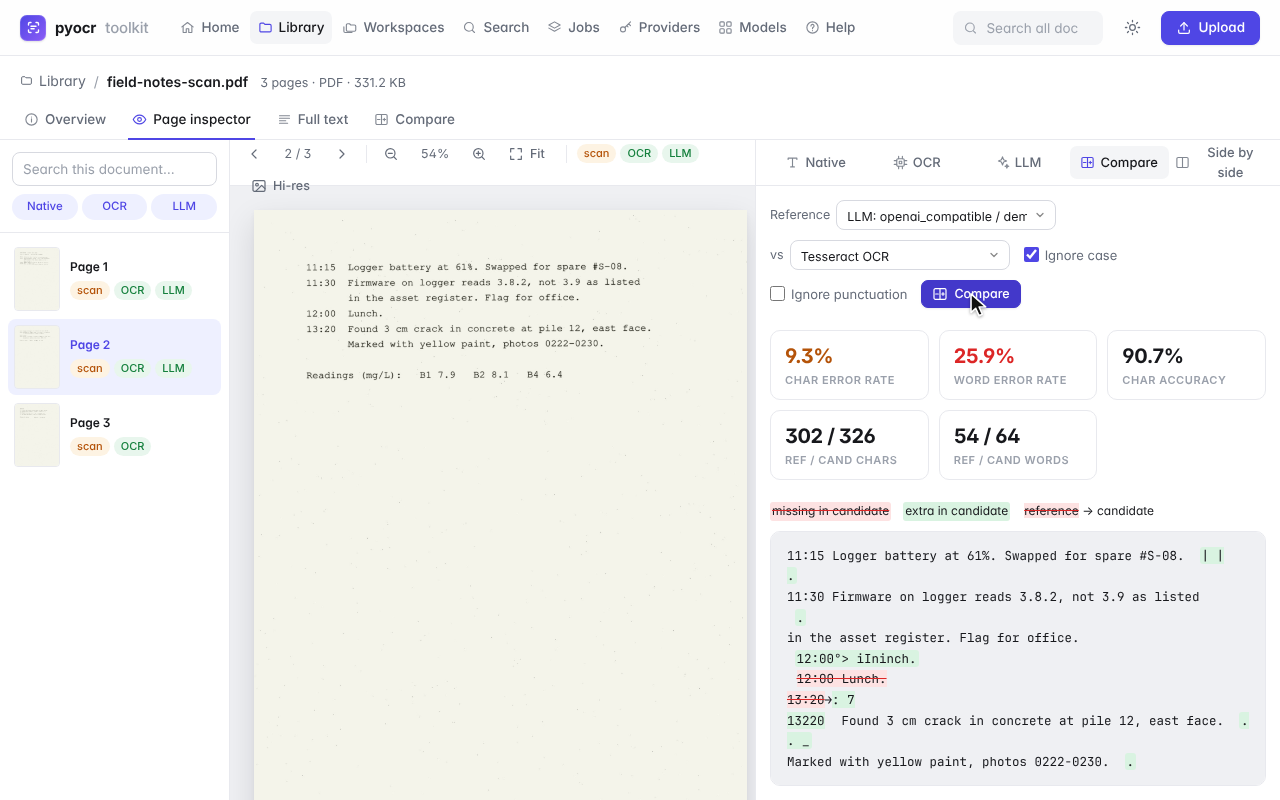 pyocr toolkit
Home
Library
Workspaces
Search
Jobs
Providers
Models
Help
Search all doc
Upload
Library / field-notes-scan.pdf 3 pages · PDF · 331.2 KB
Overview
Page inspector
Full text
Compare
Search this document...
Native OCR LLM
Page 1
scan OCR LLM
Page 2
scan OCR LLM
Page 3
scan OCR
2 / 3
54%
Fit
scan OCR LLM
Hi-res
11:15 Logger battery at 61%. Swapped for spare #S-08.
11:30 Firmware on logger reads 3.8.2, not 3.9 as listed
in the asset register. Flag for office.
12:00 Lunch.
13:20 Found 3 cm crack in concrete at pile 12, east face.
Marked with yellow paint, photos 0222-0230.
Readings (mg/L): B1 7.9 B2 8.1 B4 6.4
Native
OCR
LLM
Compare
Side by
side
Reference LLM: openai_compatible / dem
vs Tesseract OCR Ignore case
Ignore punctuation Compare
9.3%
CHAR ERROR RATE
25.9%
WORD ERROR RATE
90.7%
CHAR ACCURACY
302 / 326
REF / CAND CHARS
54 / 64
REF / CAND WORDS
missing in candidate extra in candidate reference → candidate
11:15 Logger battery at 61%. Swapped for spare #S-08. | |
.
11:30 Firmware on logger reads 3.8.2, not 3.9 as listed
.
in the asset register. Flag for office.
12:00°> iIninch.
12:00 Lunch.
13:20→: 7
13220 Found 3 cm crack in concrete at pile 12, east face. .
. _
Marked with yellow paint, photos 0222-0230. .